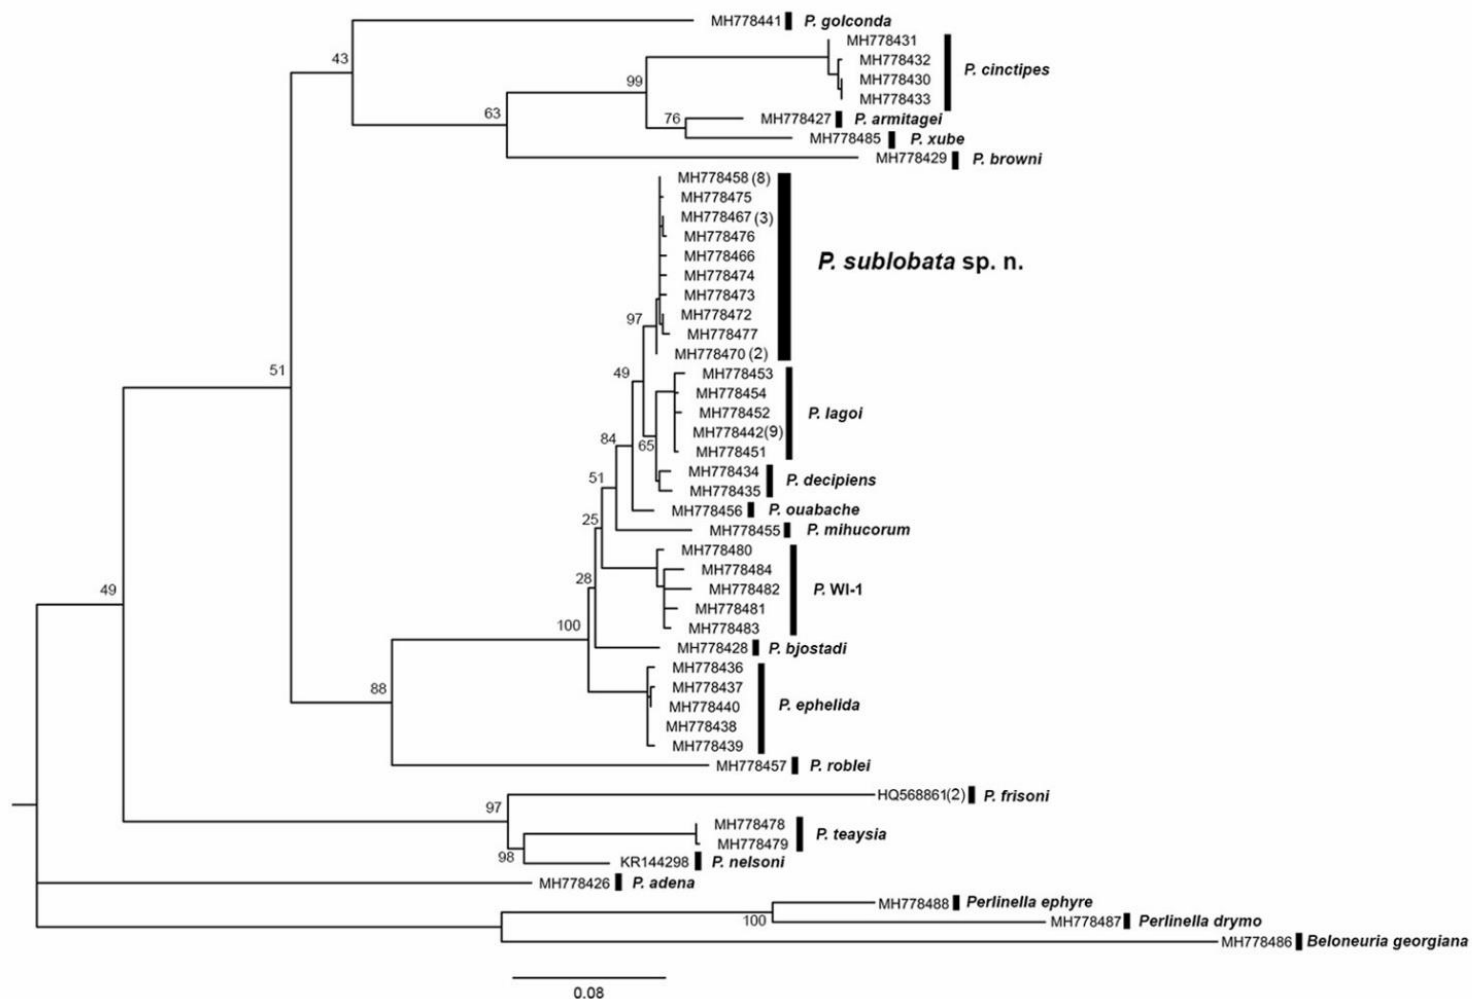 MH778441 P. golconda
43
MH778431
MH778432
P. cinctipes
MH778430
99
MH778433
63
76
MH778427 P. armitagei
MH778485 P. xube
MH778429 P. browni
MH778458 (8)
MH778475
MH778467 (3)
MH778476
MH778466
P. sublobata sp. n.
MH778474
MH778473
MH778472
97
MH778477
MH778470 (2)
51
49
MH778453
MH778454
MH778452
P. lagoi
MH778442(9)
84
65
MH778451
MH778434
51
P. decipiens
MH778435
MH778456 P. ouabache
25
MH778455 P. mihucorum
MH778480
MH778484
28
49
MH778482
P. WI-1
MH778481
100
MH778483
MH778428 P. bjostadi
MH778436
88
MH778437
MH778440
P. ephelida
MH778438
MH778439
MH778457 P. roblei
HQ568861(2) P. frisoni
97
MH778478
P. teaysia
MH778479
98
KR144298 P. nelsoni
MH778426 P. adena
MH778488 Perlinella ephyre
100
MH778487 Perlinella drymo
MH778486 Beloneuria georgiana
0.08